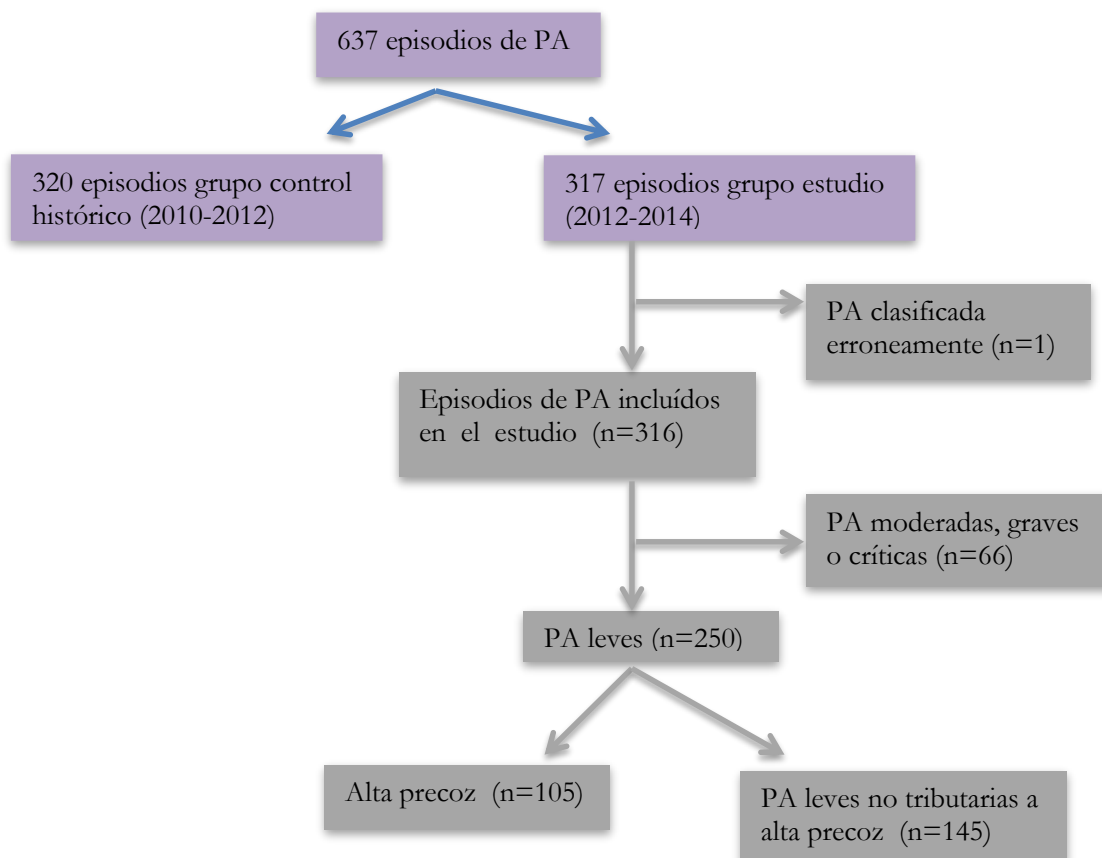 637 episodios de PA
320 episodios grupo control
histórico (2010-2012)
317 episodios grupo estudio
(2012-2014)
PA clasificada
erroneamente (n=1)
Episodios de PA incluídos
en el estudio (n=316)
PA moderadas, graves
o críticas (n=66)
PA leves (n=250)
Alta precoz (n=105)
PA leves no tributarias a
alta precoz (n=145)